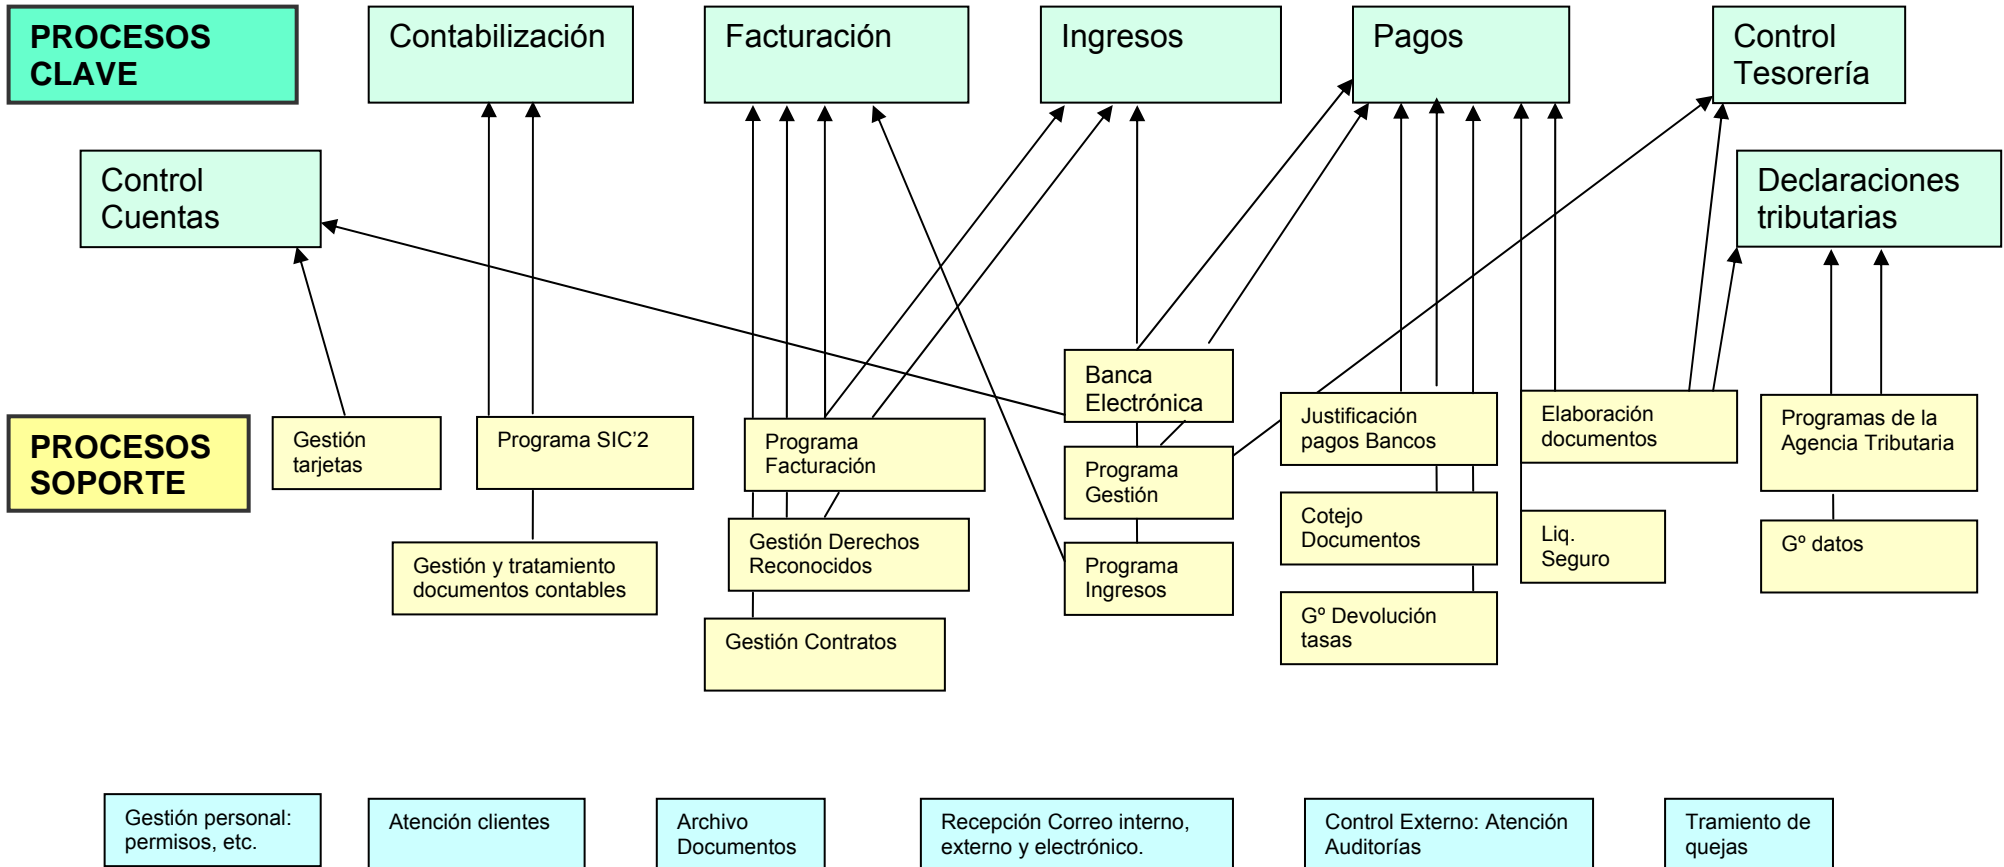 PROCESOS
CLAVE
Contabilización
Facturación
Ingresos
Pagos
Control
Tesorería
Control
Cuentas
Declaraciones
tributarias
PROCESOS
SOPORTE
Gestión
tarjetas
Programa SIC’2
Programa
Facturación
Banca
Electrónica
Justificación
pagos Bancos
Elaboración
documentos
Programas de la
Agencia Tributaria
Programa
Gestión
Gestión y tratamiento
documentos contables
Gestión Derechos
Reconocidos
Programa
Ingresos
Cotejo
Documentos
Liq.
Seguro
Gº datos
Gestión Contratos
Gº Devolución
tasas
Gestión personal:
permisos, etc.
Atención clientes
Archivo
Documentos
Recepción Correo interno,
externo y electrónico.
Control Externo: Atención
Auditorías
Tramiento de
quejas